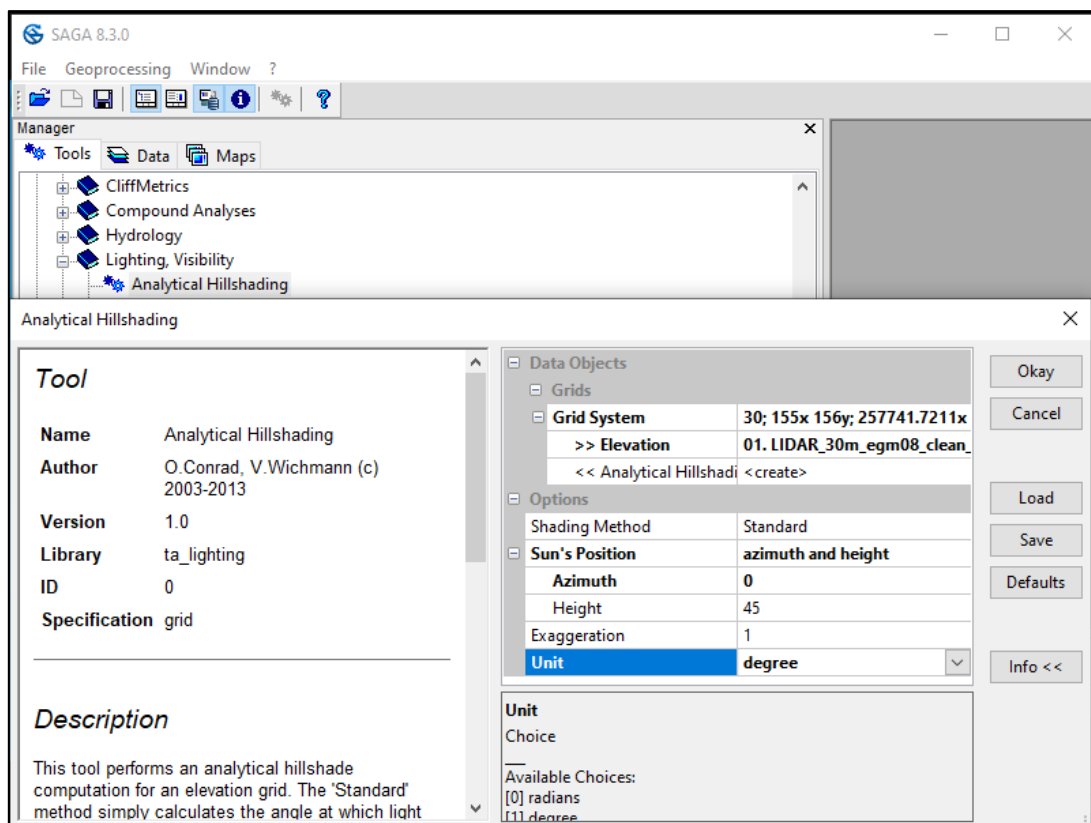 SAGA 8.3.0
File Geoprocessing Window ?
Manager
Tools Data Maps
CliffMetrics
Compound Analyses
Hydrology
Lighting, Visibility
Analytical Hillshading
Analytical Hillshading
Tool
Name Analytical Hillshading
Author O.Conrad, V.Wichmann (c)
2003-2013
Version 1.0
Library ta_lighting
ID 0
Specification grid
Description
This tool performs an analytical hillshade
computation for an elevation grid. The 'Standard'
method simply calculates the angle at which light
Data Objects
Grids
Grid System 30; 155x 156y; 257741.7211x
>> Elevation 01. LIDAR_30m_egm08_clean_
<< Analytical Hillshadi <create>
Options
Shading Method Standard
Sun's Position azimuth and height
Azimuth 0
Height 45
Exaggeration 1
Unit degree
Unit
Choice
__
Available Choices:
[0] radians
[1] degree
Okay
Cancel
Load
Save
Defaults
Info <<